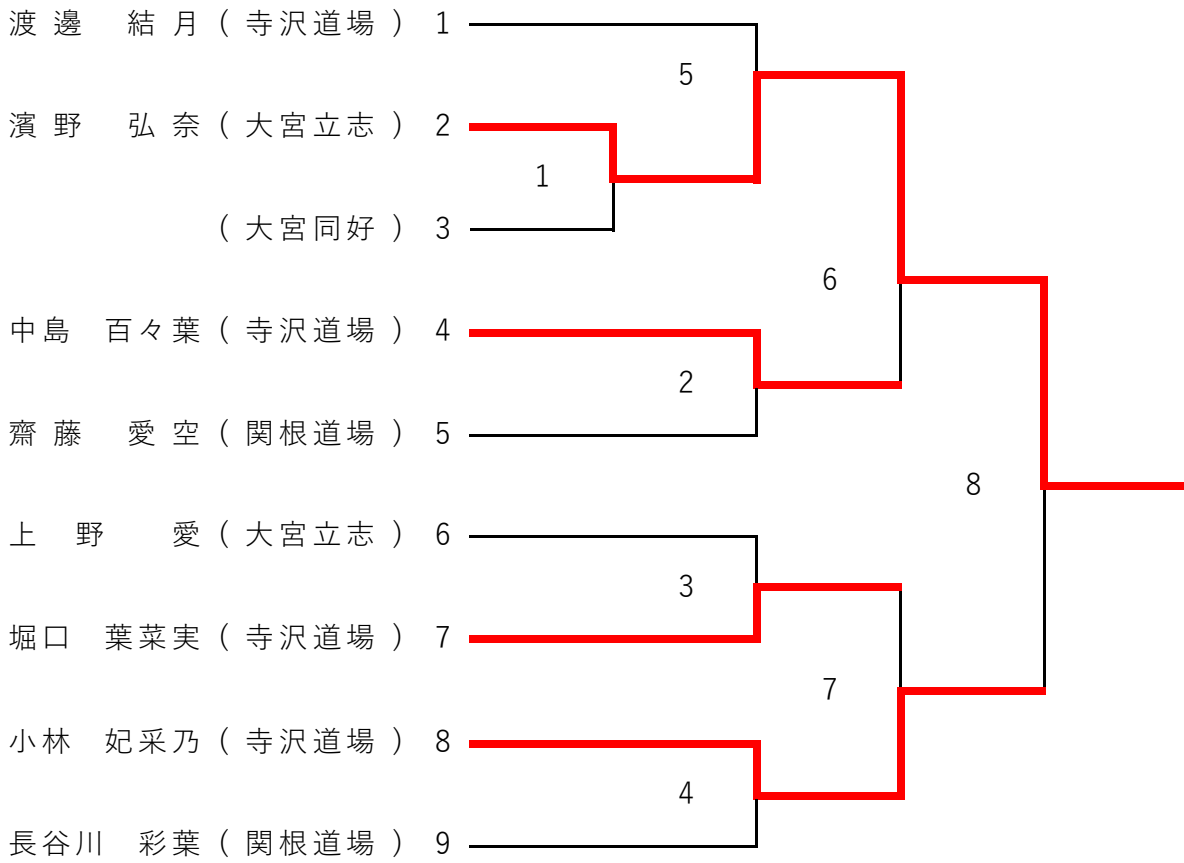 渡邊 結月(寺沢道場) 1
5
濱野 弘奈(大宮立志) 2
1
(大宮同好) 3
6
中島 百々葉(寺沢道場) 4
2
齋藤 愛空(関根道場) 5
8
上野 愛(大宮立志) 6
3
堀口 葉菜実(寺沢道場) 7
7
小林 妃采乃(寺沢道場) 8
4
長谷川 彩葉(関根道場) 9